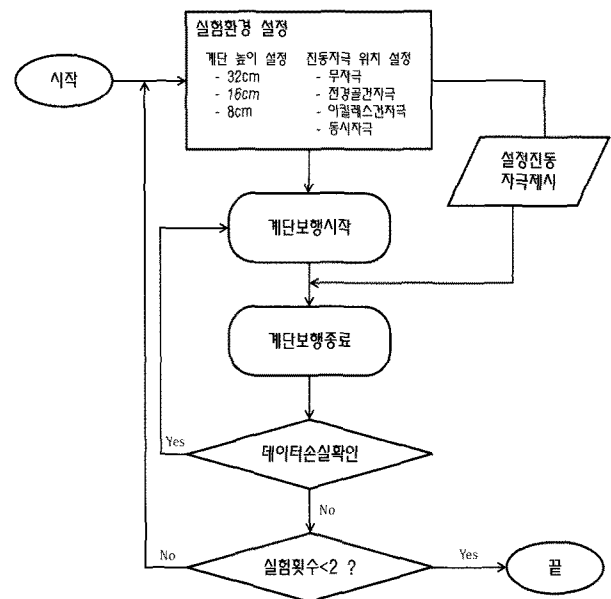 시작
실험환경 설정
계단 높이 설정
- 32cm
- 16cm
- 8cm
진동자극 위치 설정
- 무자극
- 전경골건자극
- 아킬레스건자극
- 동시자극
설정진동
자극제시
계단보행시작
계단보행종료
데이터손실확인
Yes
No
실험횟수<2 ?
No
Yes
끝